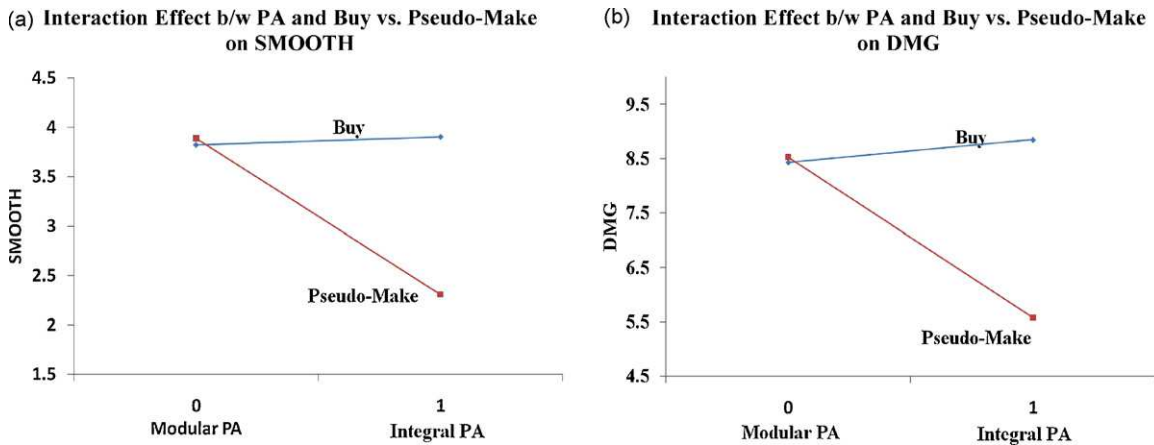 (a) Interaction Effect b/w PA and Buy vs. Pseudo-Make
on SMOOTH
4.5
4
3.5
3
2.5
2
1.5
SMOOTH
Buy
Pseudo-Make
0
1
Modular PA
Integral PA
(b) Interaction Effect b/w PA and Buy vs. Pseudo-Make
on DMG
9.5
8.5
7.5
6.5
5.5
4.5
DMG
Buy
Pseudo-Make
0
1
Modular PA
Integral PA